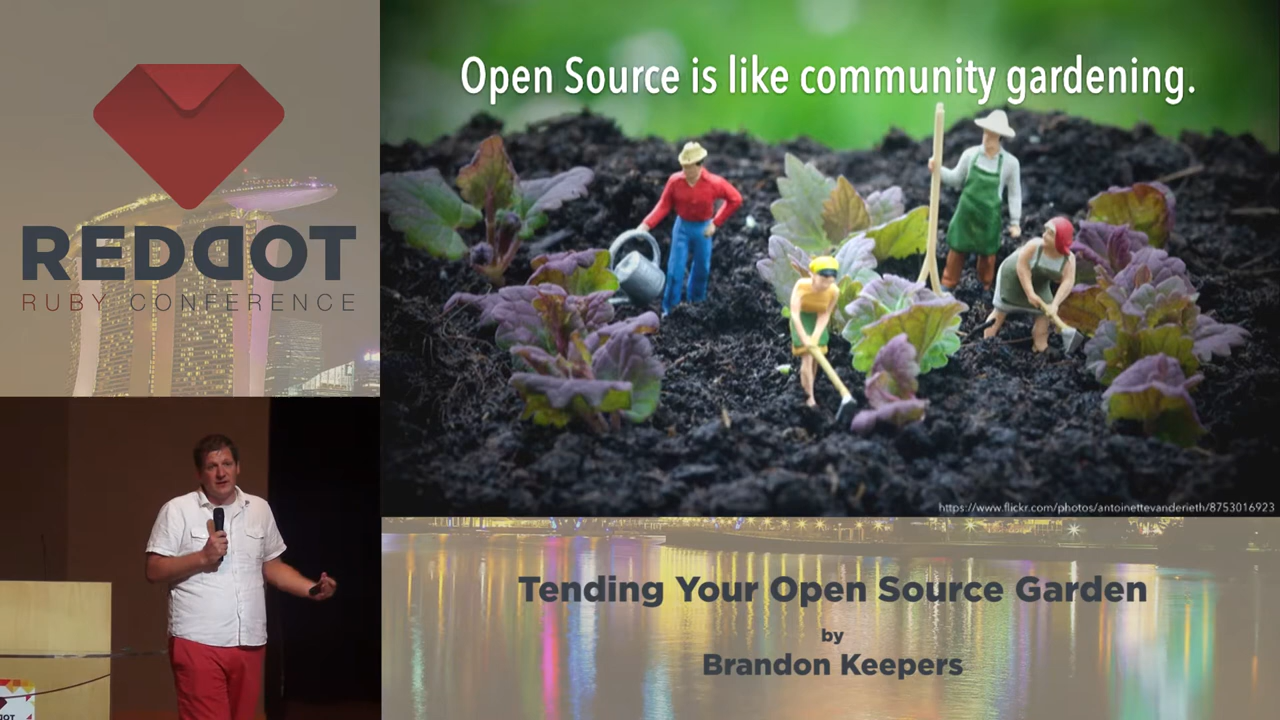 REDDOT
RUBY CONFERENCE
Open Source is like community gardening.
https://www.flickr.com/photos/antoinettevanderieth/8753016923
Tending Your Open Source Garden
by
Brandon Keepers
DOT